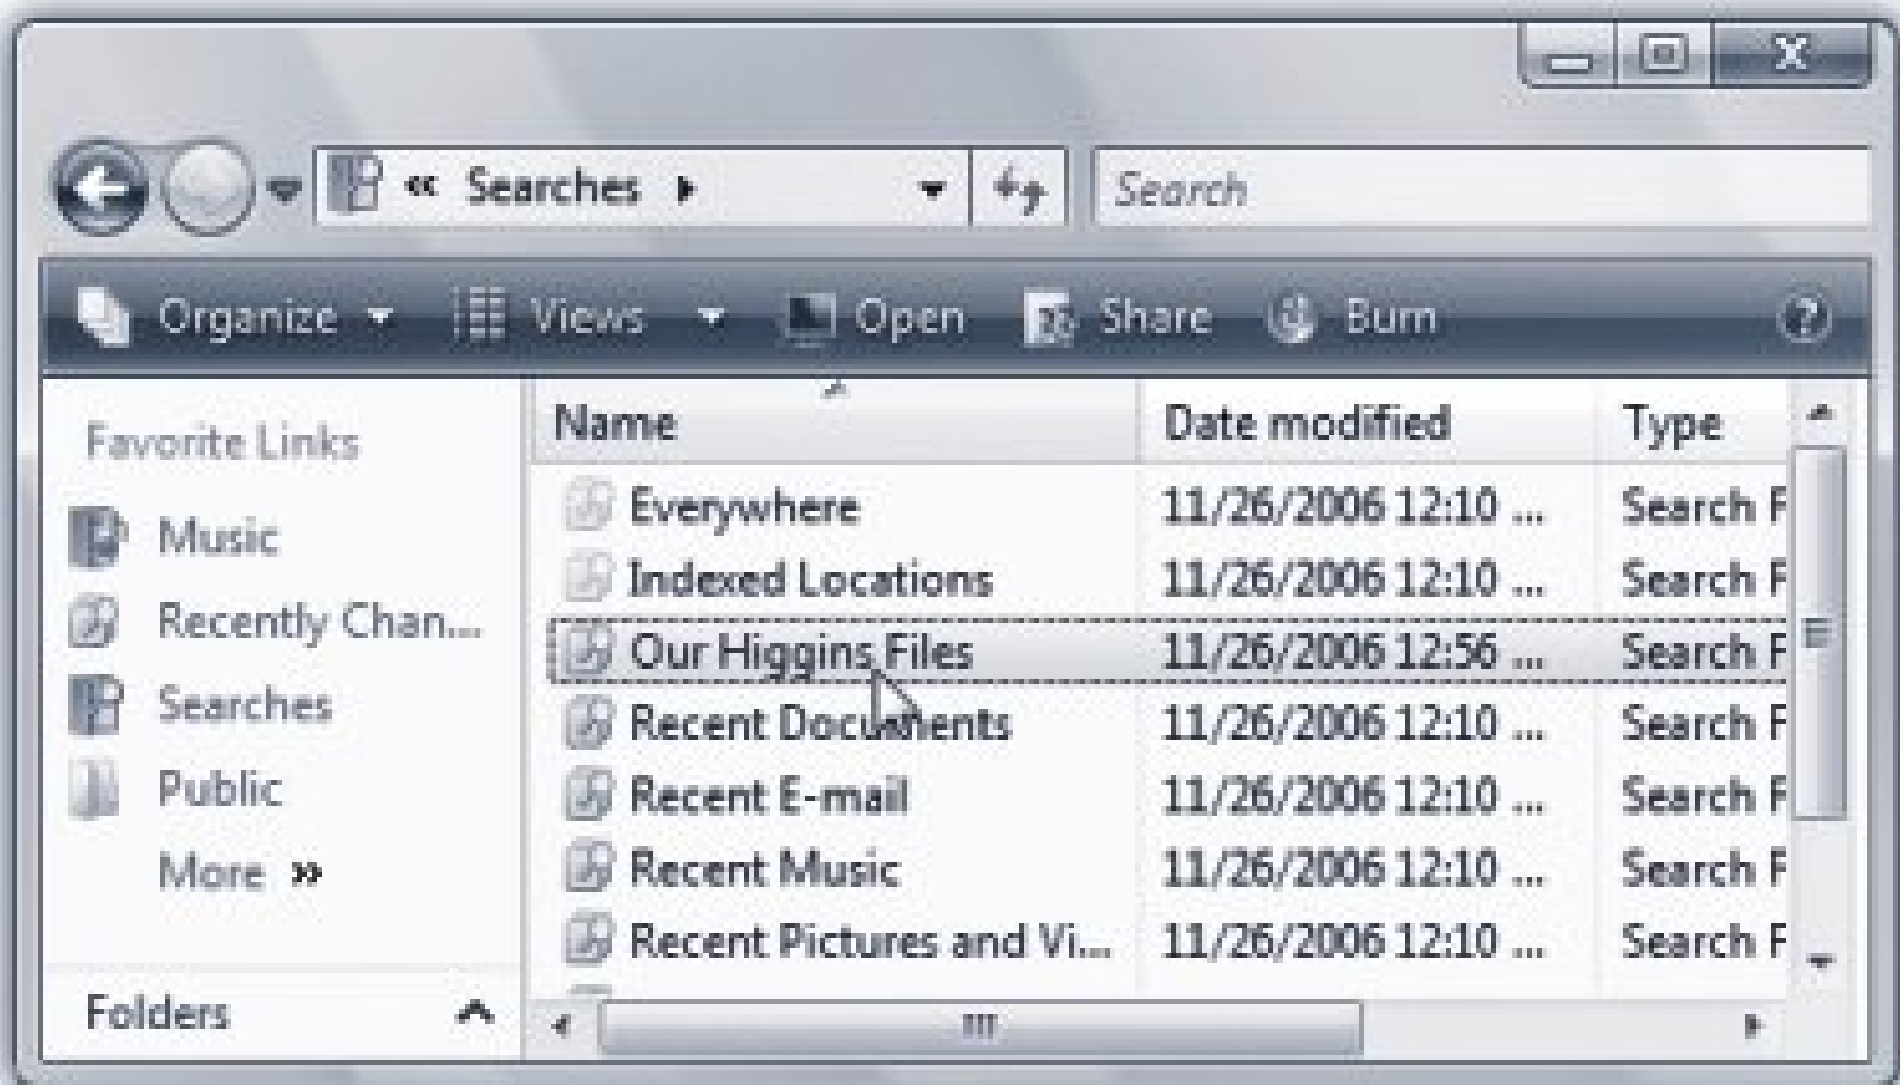 « Searches
Search
Organize Views Open Share Burn ?
Favorite Links
Music
Recently Chan...
Searches
Public
More »
Folders
Name Date modified Type
Everywhere 11/26/2006 12:10 ... Search F
Indexed Locations 11/26/2006 12:10 ... Search F
Our Higgins Files 11/26/2006 12:56 ... Search F
Recent Documents 11/26/2006 12:10 ... Search F
Recent E-mail 11/26/2006 12:10 ... Search F
Recent Music 11/26/2006 12:10 ... Search F
Recent Pictures and Vi... 11/26/2006 12:10 ... Search F